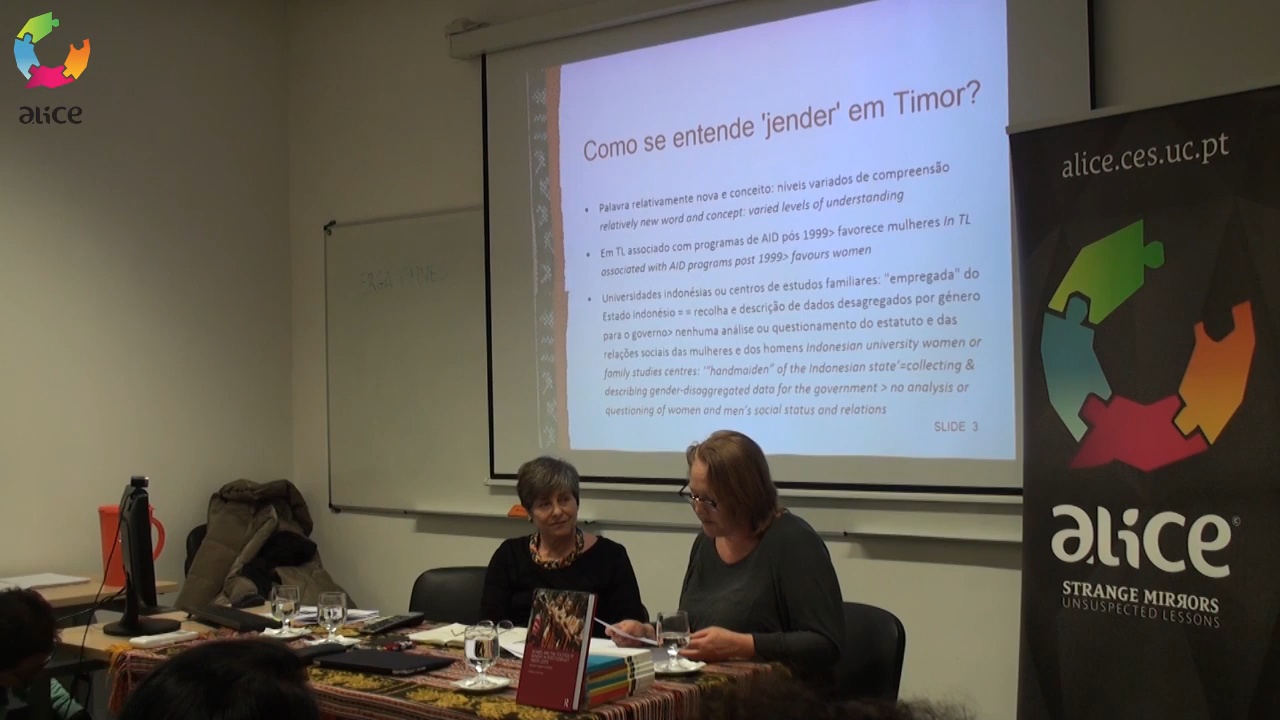 alice
Como se entende 'jender' em Timor?
• Palavra relativamente nova e conceito: níveis variados de compreensão
relatively new word and concept: varied levels of understanding
• Em TL associado com programas de AID pós 1999> favorece mulheres In TL
associated with AID programs post 1999> favours women
• Universidades indonésias ou centros de estudos familiares: "empregada" do
Estado indonésio = = recolha e descrição de dados desagregados por género
para o governo> nenhuma análise ou questionamento do estatuto e das
relações sociais das mulheres e dos homens Indonesian university women or
family studies centres: '"handmaiden" of the Indonesian state'=collecting &
describing gender-disaggregated data for the government > no analysis or
questioning of women and men's social status and relations
SLIDE 3
alice.ces.uc.pt
alice©
STRANGE MIRRORS
UNSUSPECTED LESSONS
R